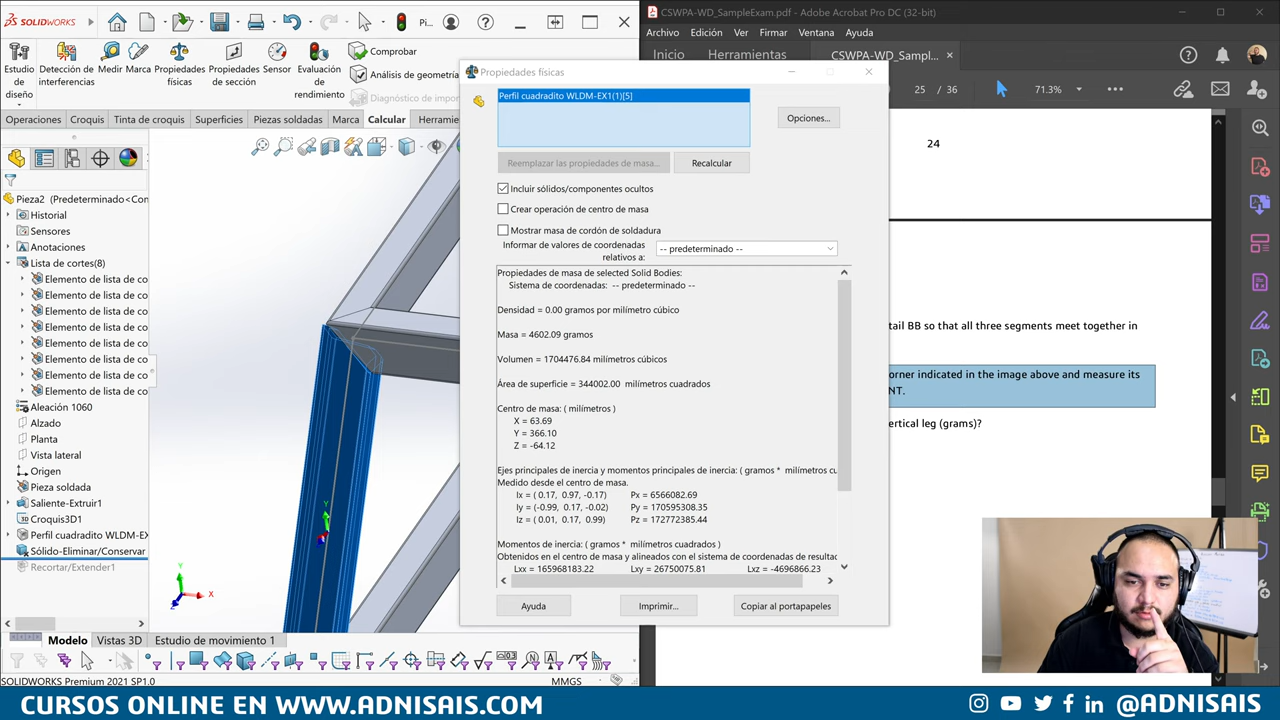 SOLIDWORKS
Pi...
CSWPA-WD_SampleExam.pdf - Adobe Acrobat Pro DC (32-bit)
Archivo Edición Ver Firmar Ventana Ayuda
Inicio Herramientas CSWPA-WD_Sampl...
25 / 36 71.3%
Estudio de diseño
Detección de interferencias
Medir
Marca
Propiedades físicas
Propiedades de sección
Sensor
Evaluación de rendimiento
Comprobar
Análisis de geometría
Diagnóstico de impor
Operaciones Croquis Tinta de croquis Superficies Piezas soldadas Marca Calcular Herramie
Pieza2 (Predeterminado<Con
Historial
Sensores
Anotaciones
Lista de cortes(8)
Elemento de lista de cor
Elemento de lista de co
Elemento de lista de co
Elemento de lista de co
Elemento de lista de co
Elemento de lista de co
Elemento de lista de co
Elemento de lista de co
Aleación 1060
Alzado
Planta
Vista lateral
Origen
Pieza soldada
Saliente-Extruir1
Croquis3D1
Perfil cuadradito WLDM-EX
Sólido-Eliminar/Conservar
Recortar/Extender1
Y
X
Z
Y
Modelo Vistas 3D Estudio de movimiento 1
SOLIDWORKS Premium 2021 SP1.0
MMGS
Propiedades físicas
Perfil cuadradito WLDM-EX1(1)[5]
Opciones...
Reemplazar las propiedades de masa...
Recalcular
Incluir sólidos/componentes ocultos
Crear operación de centro de masa
Mostrar masa de cordón de soldadura
Informar de valores de coordenadas relativos a:
-- predeterminado --
Propiedades de masa de selected Solid Bodies:
Sistema de coordenadas: -- predeterminado --
Densidad = 0.00 gramos por milímetro cúbico
Masa = 4602.09 gramos
Volumen = 1704476.84 milímetros cúbicos
Área de superficie = 344002.00 milímetros cuadrados
Centro de masa: ( milímetros )
X = 63.69
Y = 366.10
Z = -64.12
Ejes principales de inercia y momentos principales de inercia: ( gramos * milímetros cu
Medido desde el centro de masa.
Ix = ( 0.17, 0.97, -0.17) Px = 6566082.69
Iy = (-0.99, 0.17, -0.02) Py = 170595308.35
Iz = ( 0.01, 0.17, 0.99) Pz = 172772385.44
Momentos de inercia: ( gramos * milímetros cuadrados )
Obtenidos en el centro de masa y alineados con el sistema de coordenadas de resultad
Lxx = 165968183.22 Lxy = 26750075.81 Lxz = -4696866.23
Ayuda Imprimir... Copiar al portapapeles
24
tail BB so that all three segments meet together in
orner indicated in the image above and measure its
NT.
ertical leg (grams)?
CURSOS ONLINE EN WWW.ADNISAIS.COM
@ADNISAIS